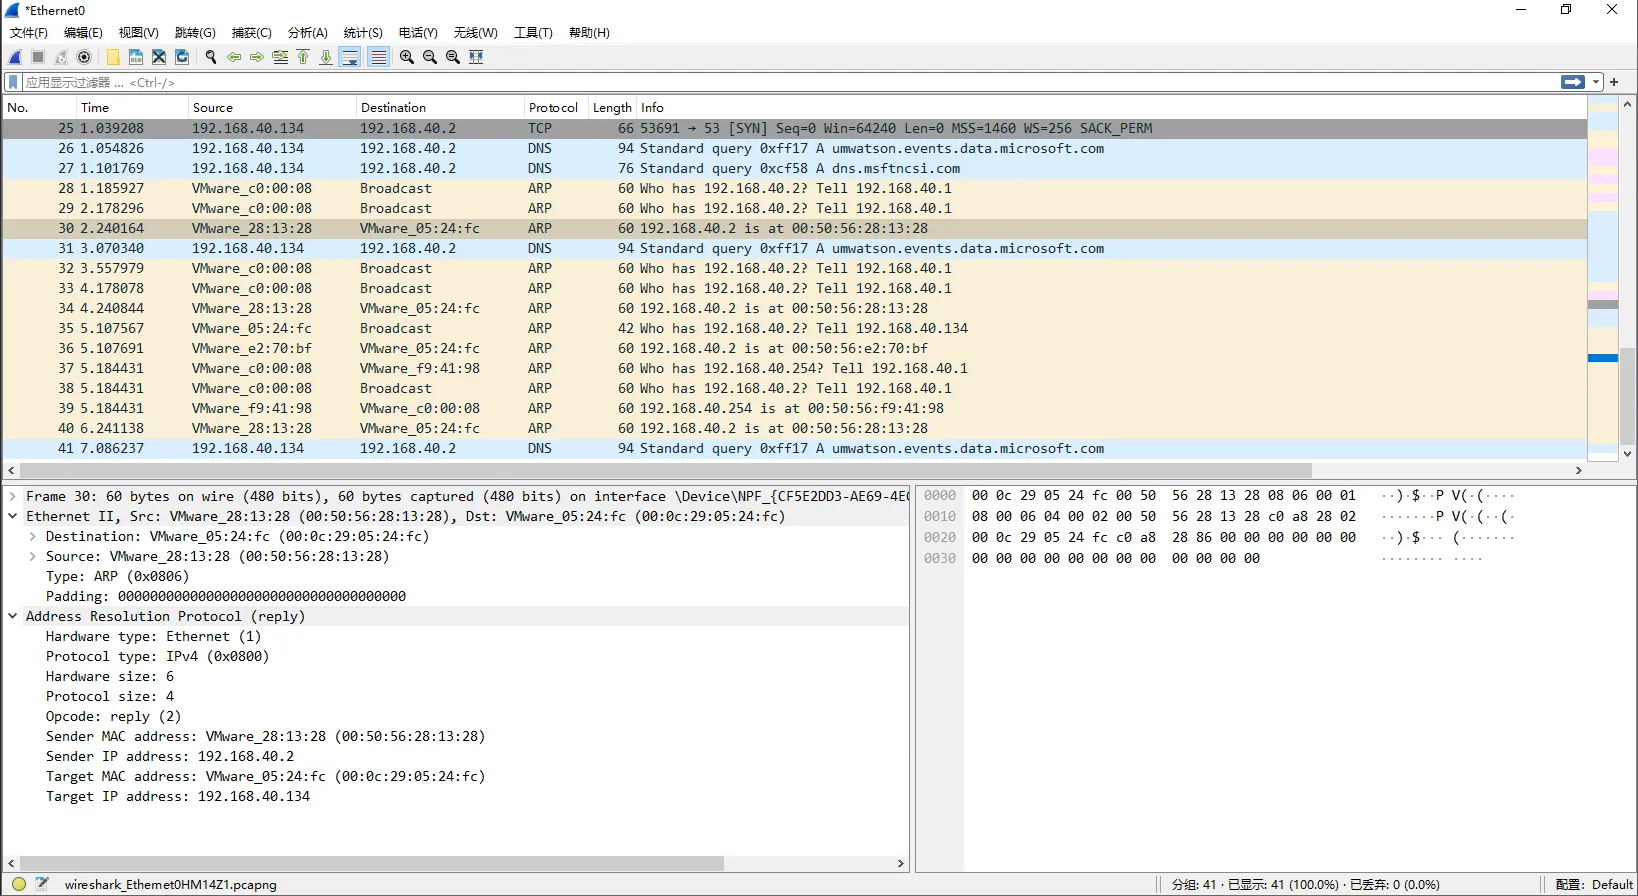 *Ethernet0
文件(F) 编辑(E) 视图(V) 跳转(G) 捕获(C) 分析(A) 统计(S) 电话(Y) 无线(W) 工具(T) 帮助(H)
应用显示过滤器 … <Ctrl-/>
No. Time Source Destination Protocol Length Info
25 1.039208 192.168.40.134 192.168.40.2 TCP 66 53691 → 53 [SYN] Seq=0 Win=64240 Len=0 MSS=1460 WS=256 SACK_PERM
26 1.054826 192.168.40.134 192.168.40.2 DNS 94 Standard query 0xff17 A umwatson.events.data.microsoft.com
27 1.101769 192.168.40.134 192.168.40.2 DNS 76 Standard query 0xcf58 A dns.msftncsi.com
28 1.185927 VMware_c0:00:08 Broadcast ARP 60 Who has 192.168.40.2? Tell 192.168.40.1
29 2.178296 VMware_c0:00:08 Broadcast ARP 60 Who has 192.168.40.2? Tell 192.168.40.1
30 2.240164 VMware_28:13:28 VMware_05:24:fc ARP 60 192.168.40.2 is at 00:50:56:28:13:28
31 3.070340 192.168.40.134 192.168.40.2 DNS 94 Standard query 0xff17 A umwatson.events.data.microsoft.com
32 3.557979 VMware_c0:00:08 Broadcast ARP 60 Who has 192.168.40.2? Tell 192.168.40.1
33 4.178078 VMware_c0:00:08 Broadcast ARP 60 Who has 192.168.40.2? Tell 192.168.40.1
34 4.240844 VMware_28:13:28 VMware_05:24:fc ARP 60 192.168.40.2 is at 00:50:56:28:13:28
35 5.107567 VMware_05:24:fc Broadcast ARP 42 Who has 192.168.40.2? Tell 192.168.40.134
36 5.107691 VMware_e2:70:bf VMware_05:24:fc ARP 60 192.168.40.2 is at 00:50:56:e2:70:bf
37 5.184431 VMware_c0:00:08 VMware_f9:41:98 ARP 60 Who has 192.168.40.254? Tell 192.168.40.1
38 5.184431 VMware_c0:00:08 Broadcast ARP 60 Who has 192.168.40.2? Tell 192.168.40.1
39 5.184431 VMware_f9:41:98 VMware_c0:00:08 ARP 60 192.168.40.254 is at 00:50:56:f9:41:98
40 6.241138 VMware_28:13:28 VMware_05:24:fc ARP 60 192.168.40.2 is at 00:50:56:28:13:28
41 7.086237 192.168.40.134 192.168.40.2 DNS 94 Standard query 0xff17 A umwatson.events.data.microsoft.com
Frame 30: 60 bytes on wire (480 bits), 60 bytes captured (480 bits) on interface \Device\NPF_{CF5E2DD3-AE69-4E
Ethernet II, Src: VMware_28:13:28 (00:50:56:28:13:28), Dst: VMware_05:24:fc (00:0c:29:05:24:fc)
Destination: VMware_05:24:fc (00:0c:29:05:24:fc)
Source: VMware_28:13:28 (00:50:56:28:13:28)
Type: ARP (0x0806)
Padding: 000000000000000000000000000000000000
Address Resolution Protocol (reply)
Hardware type: Ethernet (1)
Protocol type: IPv4 (0x0800)
Hardware size: 6
Protocol size: 4
Opcode: reply (2)
Sender MAC address: VMware_28:13:28 (00:50:56:28:13:28)
Sender IP address: 192.168.40.2
Target MAC address: VMware_05:24:fc (00:0c:29:05:24:fc)
Target IP address: 192.168.40.134
0000 00 0c 29 05 24 fc 00 50 56 28 13 28 08 06 00 01 ··)·$··P V(·(····
0010 08 00 06 04 00 02 00 50 56 28 13 28 c0 a8 28 02 ·······P V(·(··(·
0020 00 0c 29 05 24 fc c0 a8 28 86 00 00 00 00 00 00 ··)·$··· (·······
0030 00 00 00 00 00 00 00 00 00 00 00 00 ········ ····
wireshark_Ethernet0HM14Z1.pcapng
分组: 41 · 已显示: 41 (100.0%) · 已丢弃: 0 (0.0%)
配置: Default